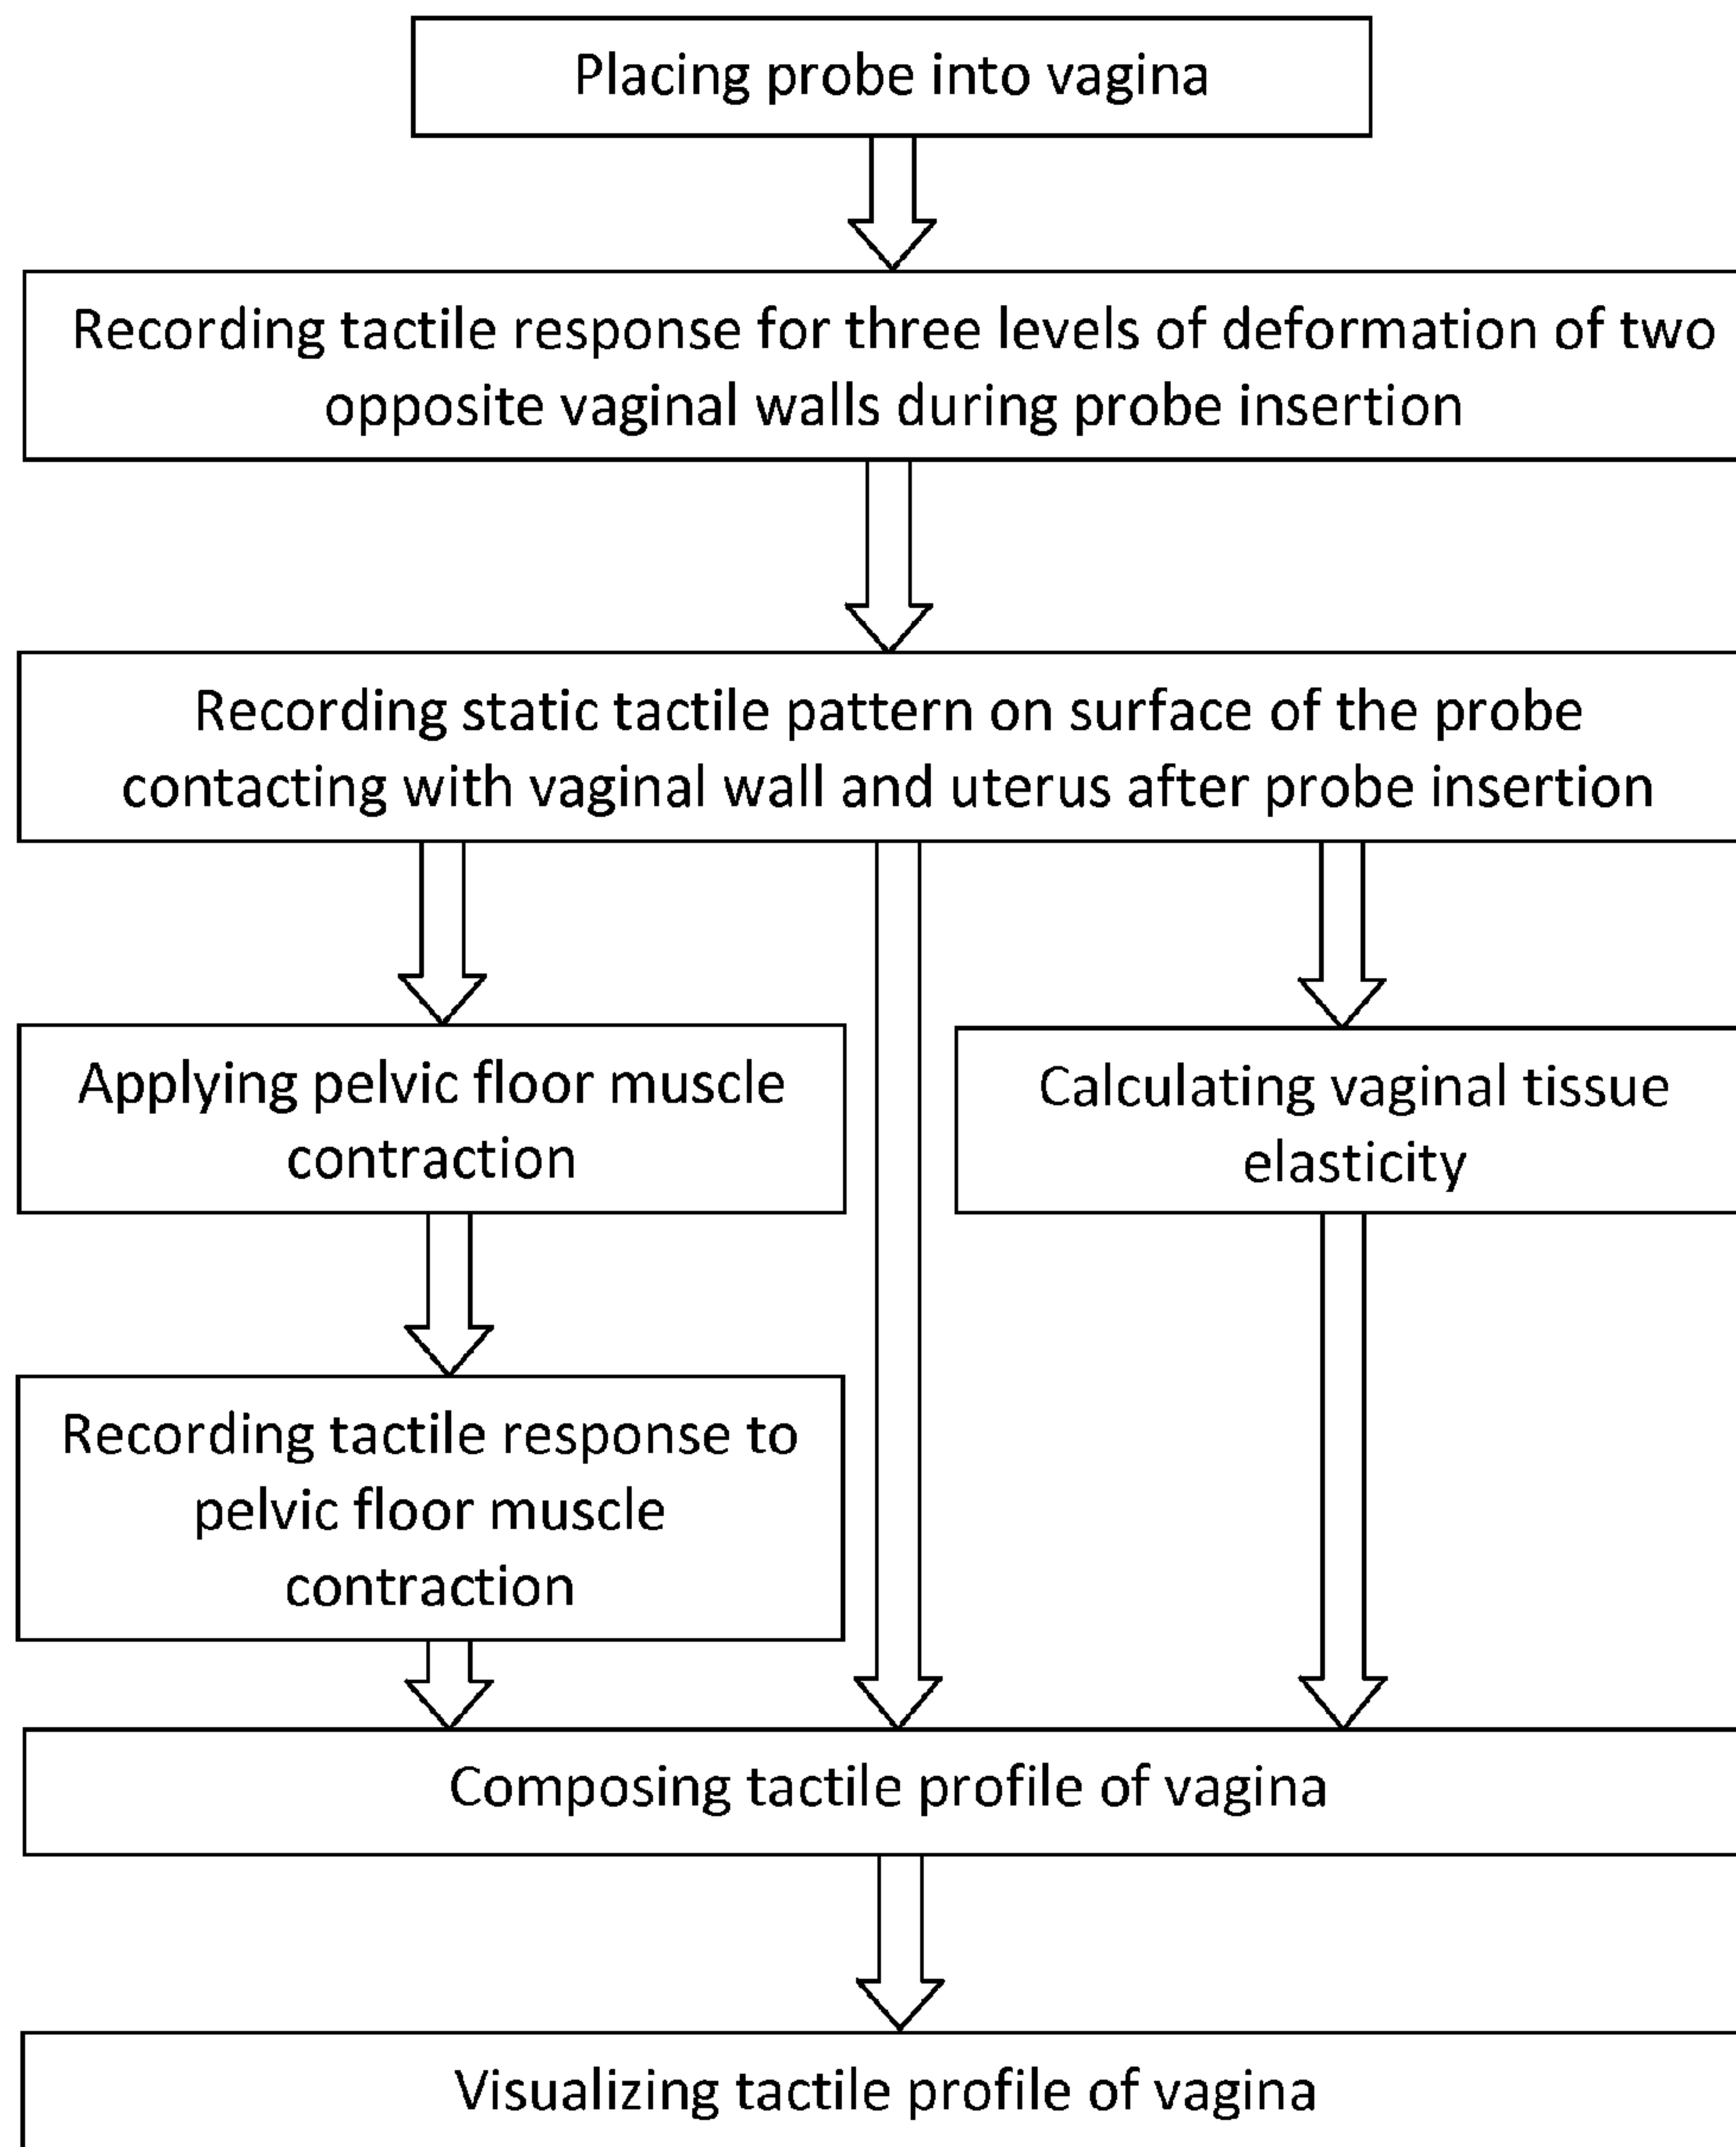 Placing probe into vagina
Recording tactile response for three levels of deformation of two
opposite vaginal walls during probe insertion
Recording static tactile pattern on surface of the probe
contacting with vaginal wall and uterus after probe insertion
Applying pelvic floor muscle
contraction
Calculating vaginal tissue
elasticity
Recording tactile response to
pelvic floor muscle
contraction
Composing tactile profile of vagina
Visualizing tactile profile of vagina